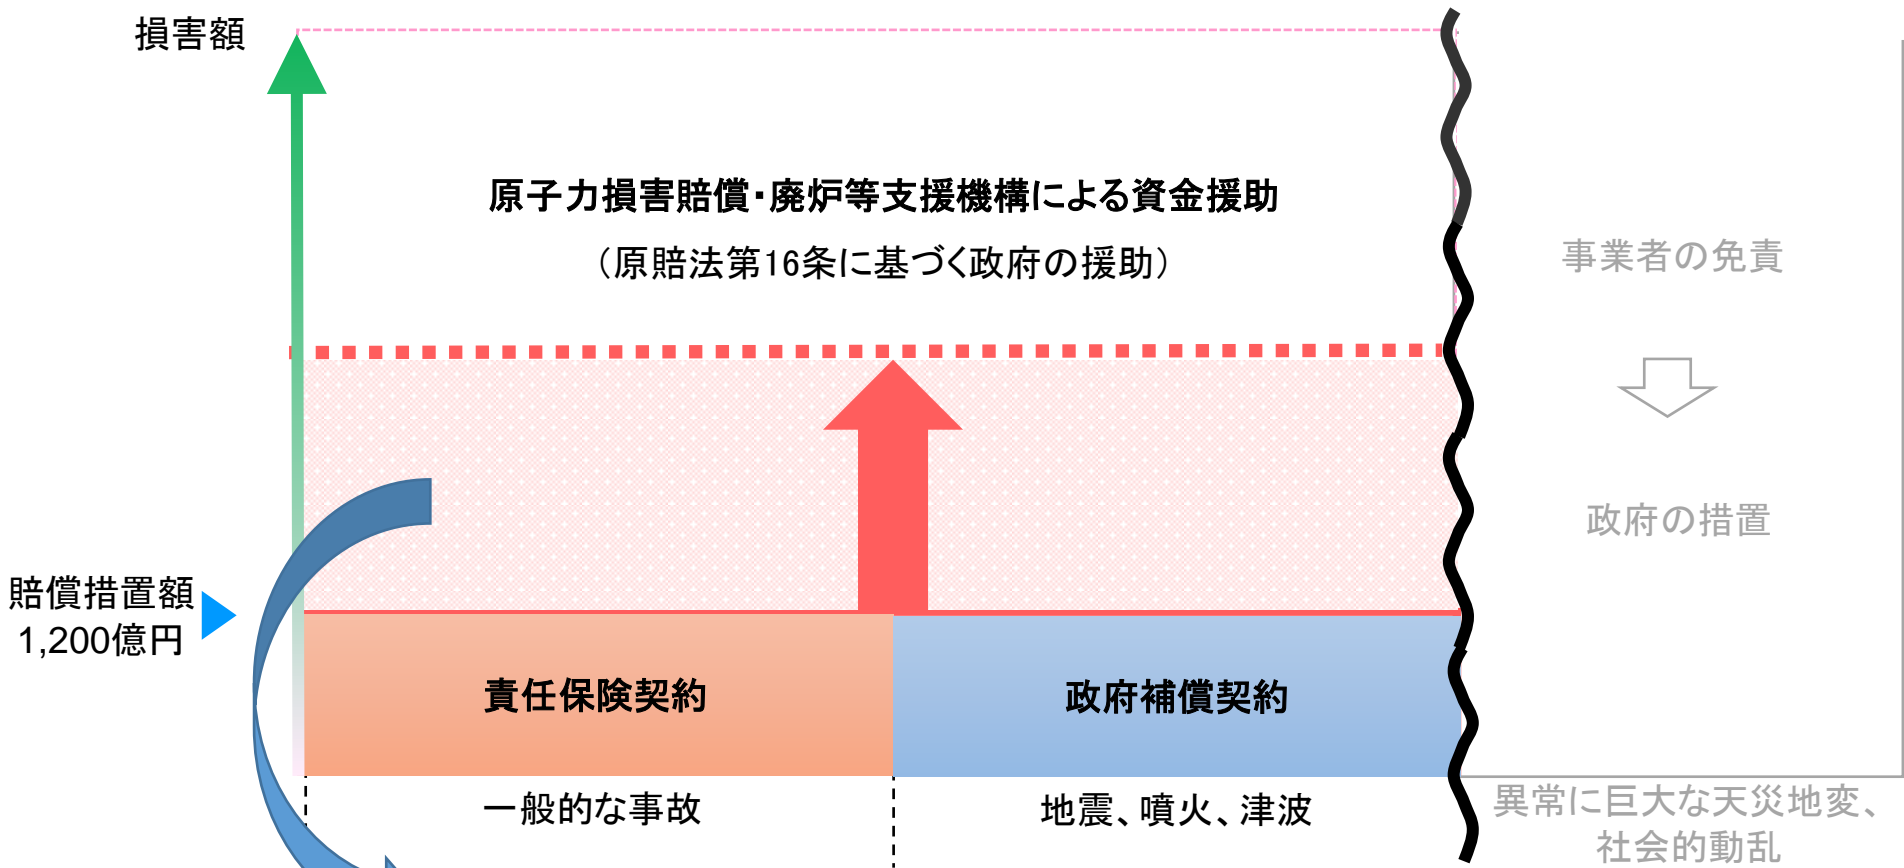 損害額
原子力損害賠償・廃炉等支援機構による資金援助
（原賠法第16条に基づく政府の援助）
事業者の免責
政府の措置
賠償措置額
1,200億円
責任保険契約
政府補償契約
一般的な事故
地震、噴火、津波
異常に巨大な天災地変、
社会的動乱